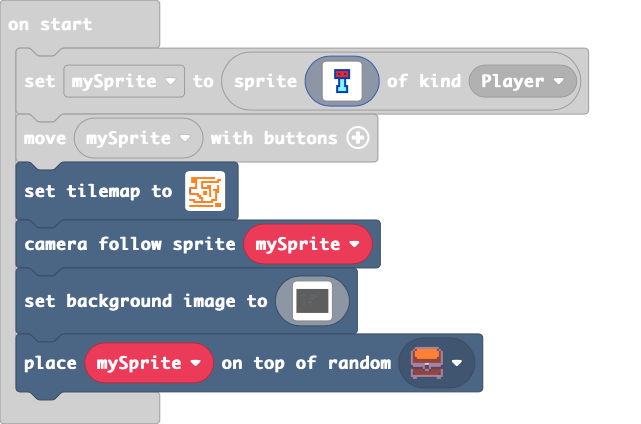 on start
set mySprite to sprite of kind Player
move mySprite with buttons
set tilemap to
camera follow sprite mySprite
set background image to
place mySprite on top of random